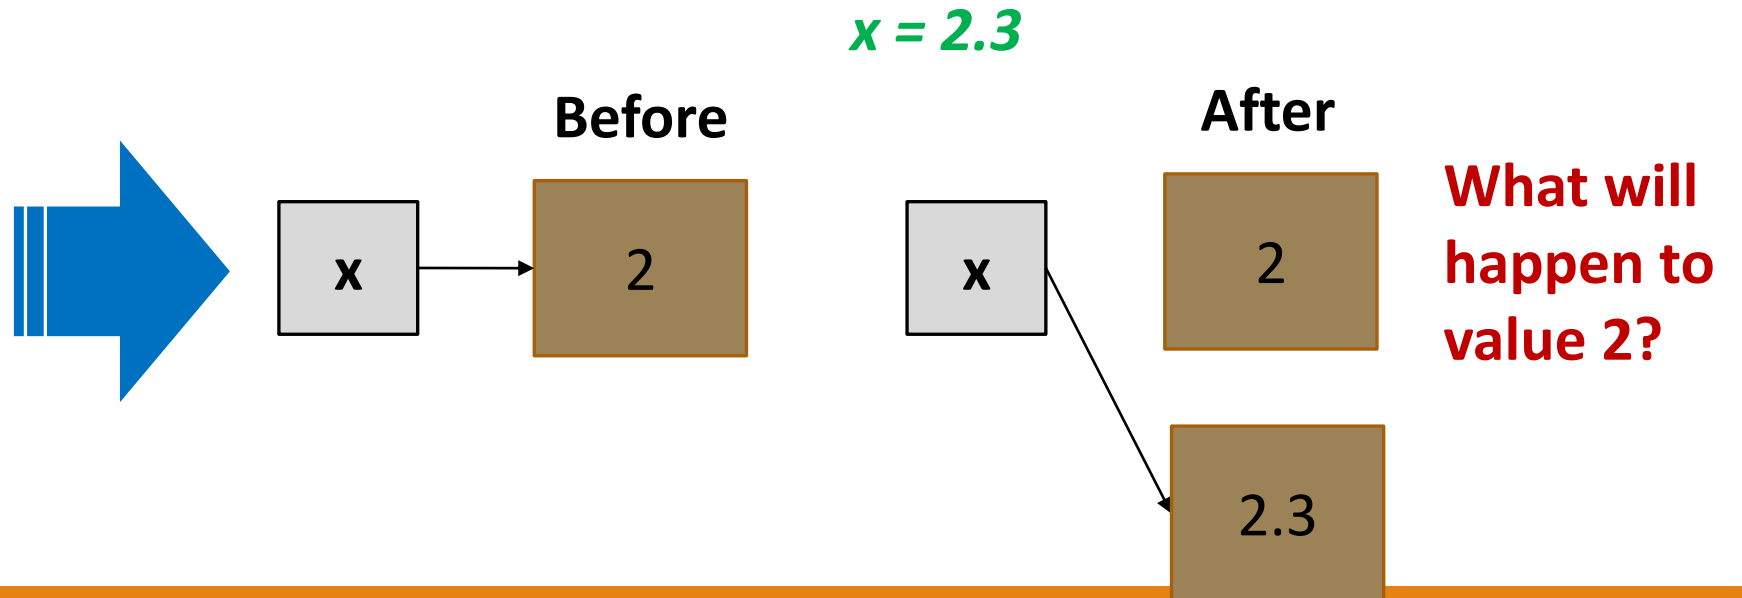 x = 2.3
Before
x
2
After
x
2
2.3
What will
happen to
value 2?